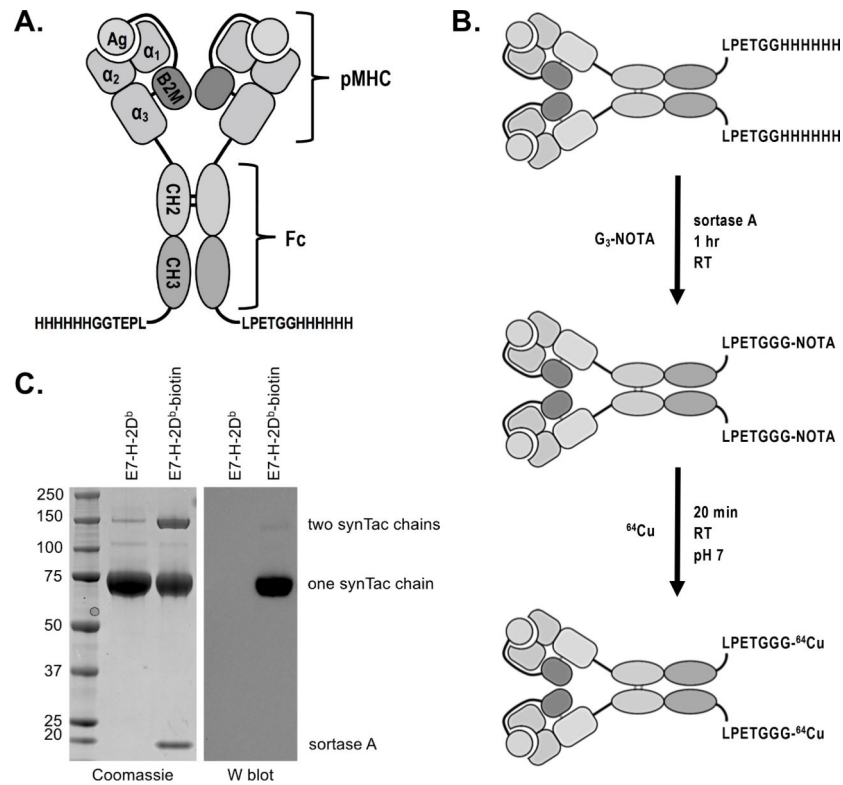 A.
Ag
α₁
α₂
B2M
α₃
pMHC
CH2
Fc
CH3
HHHHHHGGTEPL
LPETGGHHHHHH
B.
LPETGGHHHHHH
LPETGGHHHHHH
G₃-NOTA
sortase A
1 hr
RT
LPETGGG-NOTA
LPETGGG-NOTA
⁶⁴Cu
20 min
RT
pH 7
LPETGGG-⁶⁴Cu
LPETGGG-⁶⁴Cu
C.
E7-H-2Dᵇ
E7-H-2Dᵇ-biotin
E7-H-2Dᵇ
E7-H-2Dᵇ-biotin
250
150
100
75
50
37
25
20
two synTac chains
one synTac chain
sortase A
Coomassie
W blot